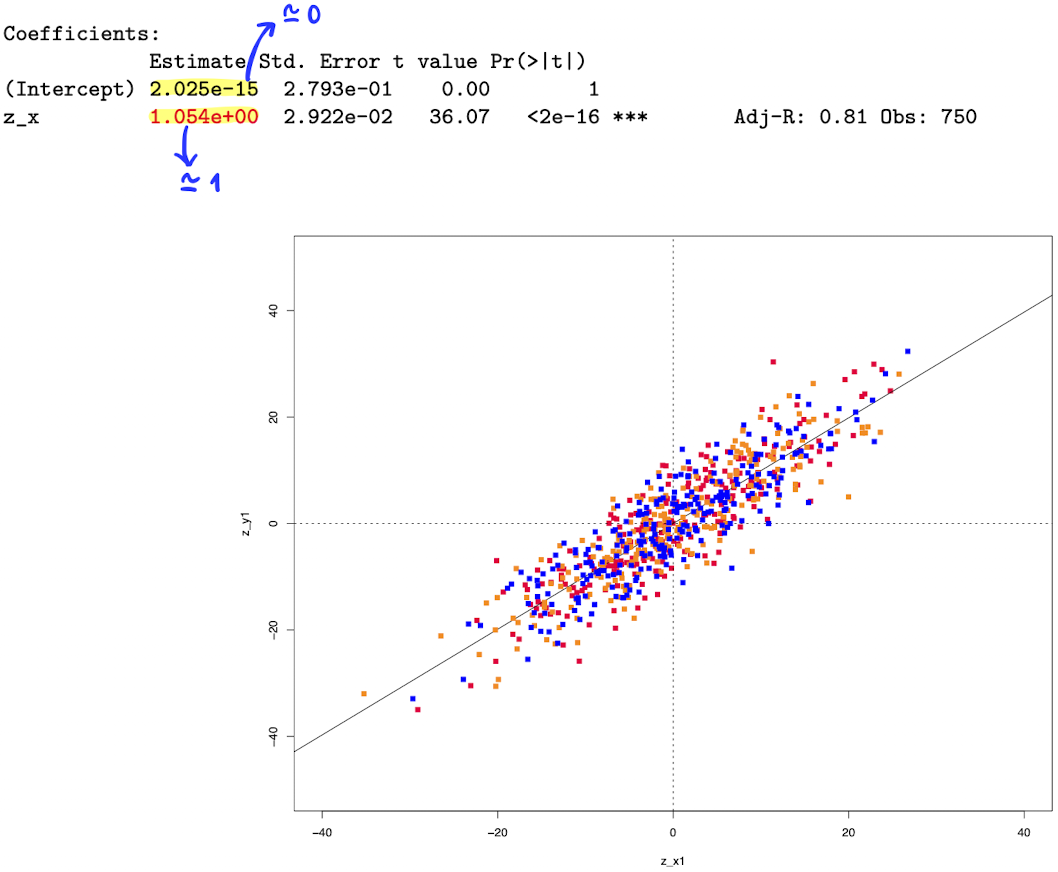 ≃ 0
Coefficients:
Estimate Std. Error t value Pr(>|t|)
(Intercept) 2.025e-15 2.793e-01 0.00 1
z_x 1.054e+00 2.922e-02 36.07 <2e-16 *** Adj-R: 0.81 Obs: 750
≃ 1
40
20
0
-20
-40
z_y1
-40 -20 0 20 40
z_x1